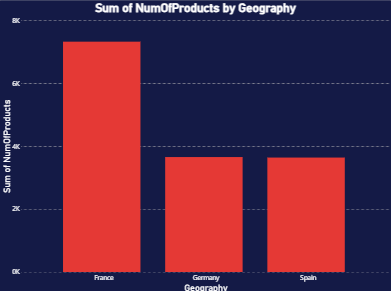 Sum of NumOfProducts by Geography
Sum of NumOfProducts
8K
6K
4K
2K
0K
France Germany Spain
Geography